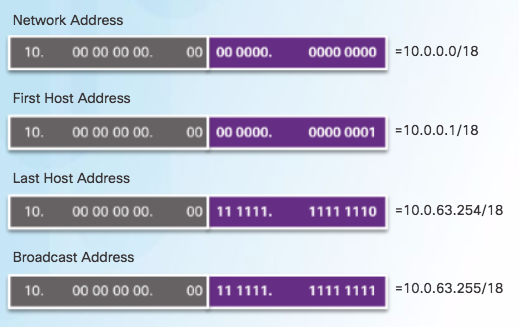 Network Address
10. 00 00 00 00. 00 00 0000. 0000 0000 =10.0.0.0/18
First Host Address
10. 00 00 00 00. 00 00 0000. 0000 0001 =10.0.0.1/18
Last Host Address
10. 00 00 00 00. 00 11 1111. 1111 1110 =10.0.63.254/18
Broadcast Address
10. 00 00 00 00. 00 11 1111. 1111 1111 =10.0.63.255/18